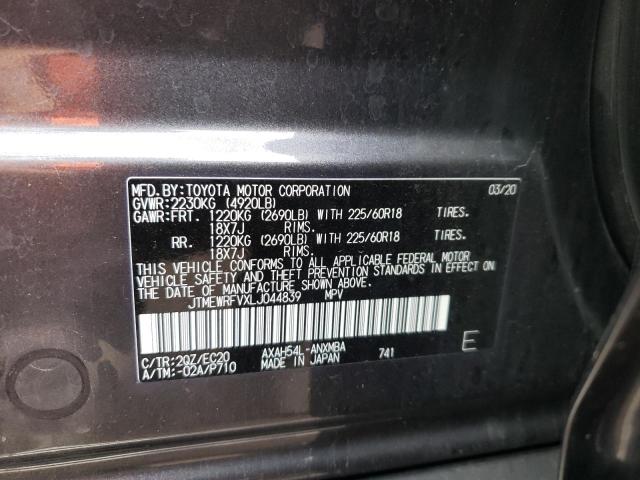 MFD.BY:TOYOTA MOTOR CORPORATION 03/20
GVWR:2230KG (4920LB)
GAWR:FRT. 1220KG (2690LB) WITH 225/60R18 TIRES.
18X7J RIMS.
RR. 1220KG (2690LB) WITH 225/60R18 TIRES.
18X7J RIMS.
THIS VEHICLE CONFORMS TO ALL APPLICABLE FEDERAL MOTOR
VEHICLE SAFETY AND THEFT PREVENTION STANDARDS IN EFFECT ON
THE DATE OF MANUFACTURE SHOWN ABOVE.
JTMEWRFVXLJ044839 MPV
C/TR:2QZ/EC20 AXAH54L-ANXMBA 741 E
A/TM:-02A/P710 MADE IN JAPAN